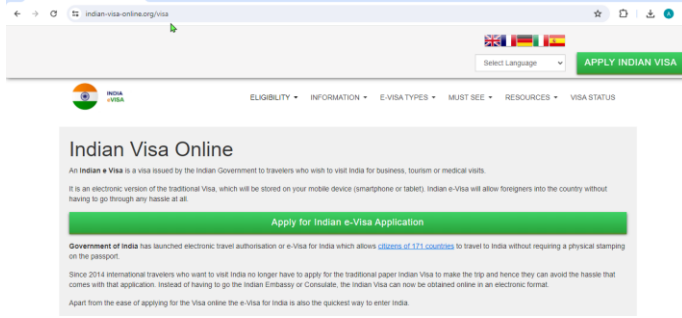 indian-visa-online.org/visa
Select Language
APPLY INDIAN VISA
INDIA
eVISA
ELIGIBILITY
INFORMATION
E-VISA TYPES
MUST SEE
RESOURCES
VISA STATUS
Indian Visa Online
An Indian e Visa is a visa issued by the Indian Government to travelers who wish to visit India for business, tourism or medical visits.
It is an electronic version of the traditional Visa, which will be stored on your mobile device (smartphone or tablet). Indian e-Visa will allow foreigners into the country without
having to go through any hassle at all.
Apply for Indian e-Visa Application
Government of India has launched electronic travel authorisation or e-Visa for India which allows citizens of 171 countries to travel to India without requiring a physical stamping
on the passport.
Since 2014 international travelers who want to visit India no longer have to apply for the traditional paper Indian Visa to make the trip and hence they can avoid the hassle that
comes with that application. Instead of having to go the Indian Embassy or Consulate, the Indian Visa can now be obtained online in an electronic format.
Apart from the ease of applying for the Visa online the e-Visa for India is also the quickest way to enter India.